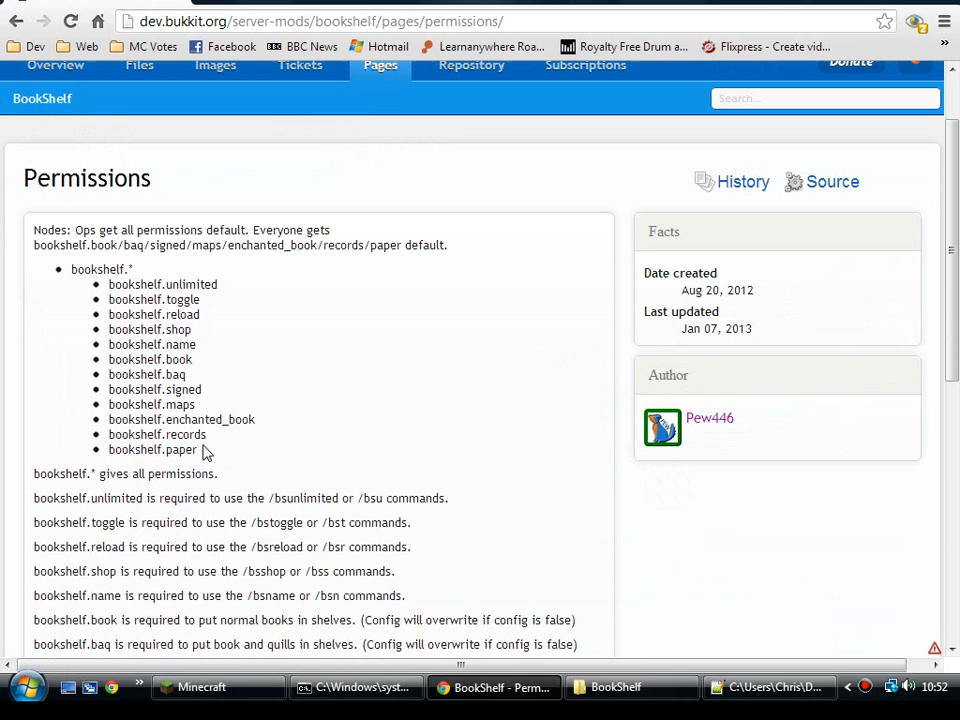 dev.bukkit.org/server-mods/bookshelf/pages/permissions/
Dev Web MC Votes Facebook BBC News Hotmail Learnanywhere Roa... Royalty Free Drum a... Flixpress - Create vid... »
Overview Files Images Tickets Pages Repository Subscriptions Donate
BookShelf Search...
Permissions History Source
Nodes: Ops get all permissions default. Everyone gets
bookshelf.book/baq/signed/maps/enchanted_book/records/paper default.
bookshelf.*
bookshelf.unlimited
bookshelf.toggle
bookshelf.reload
bookshelf.shop
bookshelf.name
bookshelf.book
bookshelf.baq
bookshelf.signed
bookshelf.maps
bookshelf.enchanted_book
bookshelf.records
bookshelf.paper
bookshelf.* gives all permissions.
bookshelf.unlimited is required to use the /bsunlimited or /bsu commands.
bookshelf.toggle is required to use the /bstoggle or /bst commands.
bookshelf.reload is required to use the /bsreload or /bsr commands.
bookshelf.shop is required to use the /bsshop or /bss commands.
bookshelf.name is required to use the /bsname or /bsn commands.
bookshelf.book is required to put normal books in shelves. (Config will overwrite if config is false)
bookshelf.baq is required to put book and quills in shelves. (Config will overwrite if config is false)
Facts
Date created
Aug 20, 2012
Last updated
Jan 07, 2013
Author
Pew446
» Minecraft C:\Windows\syst... BookShelf - Perm... BookShelf C:\Users\Chris\D... 10:52